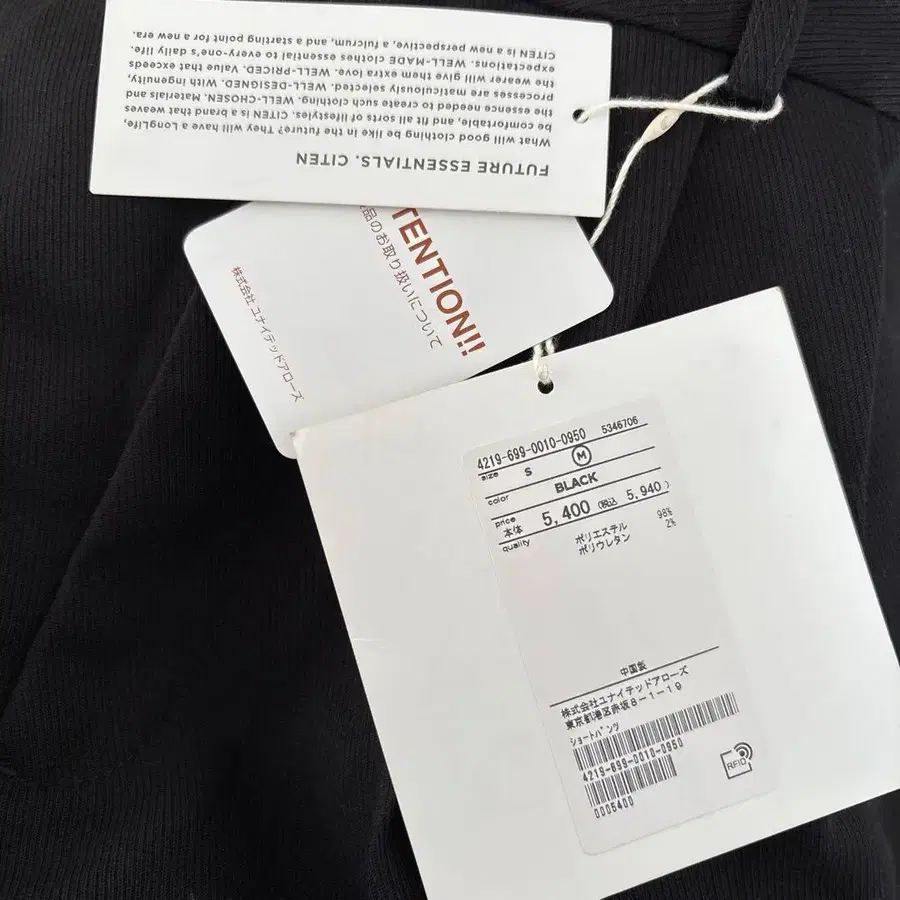 FUTURE ESSENTIALS. CITEN
What will good clothing be like in the future? They will have a LongLife,
be comfortable, and fit all sorts of lifestyles. CITEN is a brand that weaves
the essence needed to create such clothing. WELL-CHOSEN. Materials and
processes are maniculously selected. WELL-DESIGNED. With ingenuity,
the wearer will give them extra love. WELL-PRICED. Value that exceeds
expectations. WELL-MADE clothes essential to every-one's daily life.
CITEN is a new perspective, a fulcrum, and a starting point for a new era.
TENTION!!
品のお取り扱いについて
株式会社 ユナイテッドアローズ
4219-699-0010-0950 5346706
size S M
color BLACK
price 本体 5,400 (税込 5,940)
quality ポリエステル 98%
ポリウレタン 2%
中国製
株式会社ユナイテッドアローズ
東京都港区赤坂8-1-19
ショートパンツ
4219-699-0010-0950
0005400
RFID